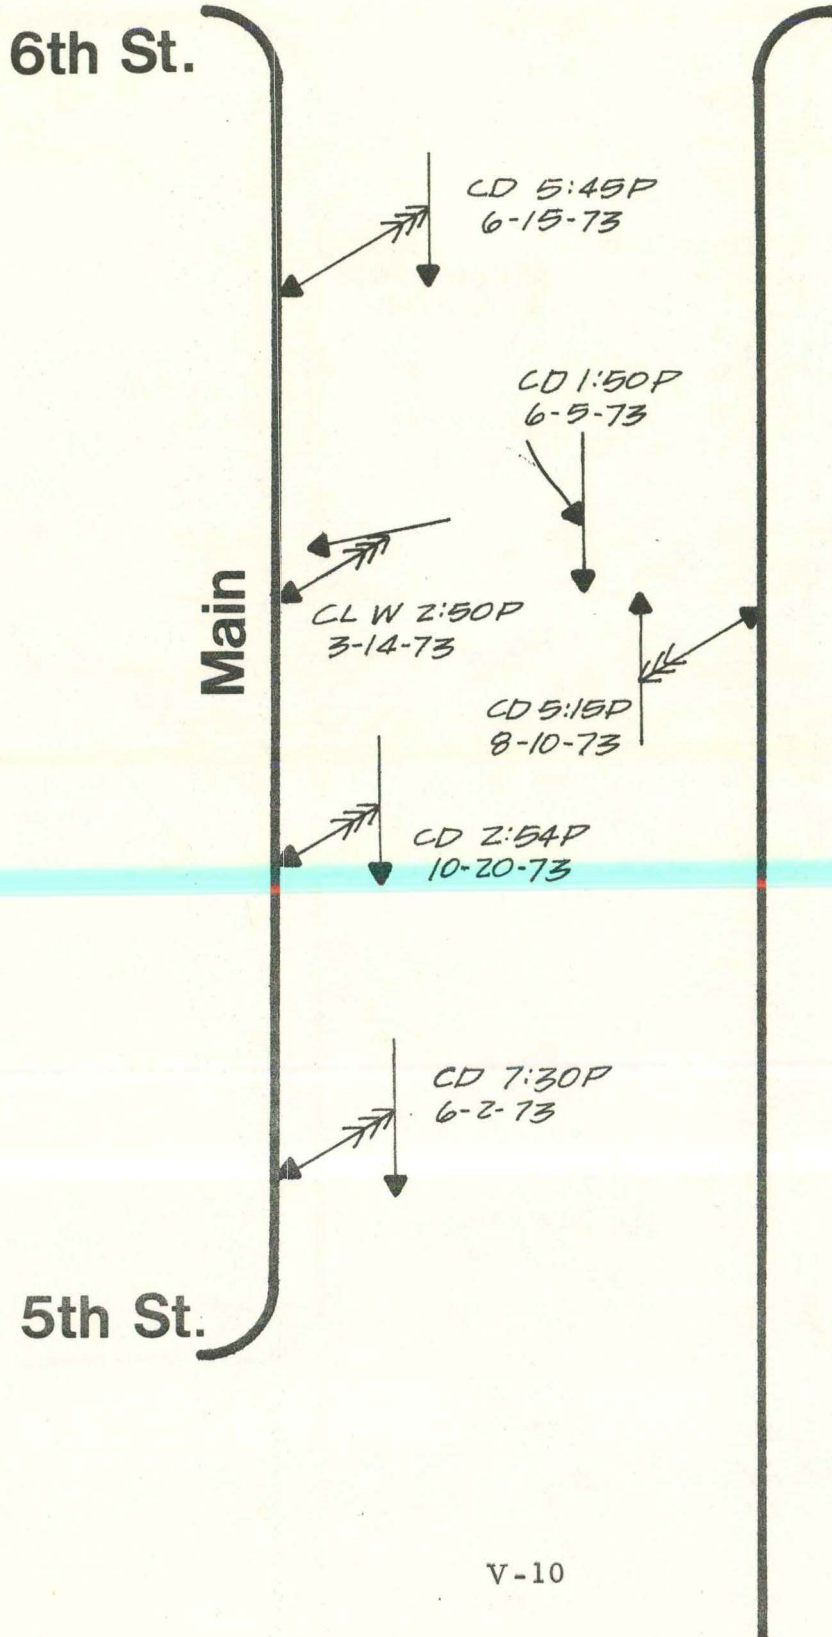 6th St.
CD 5:45P
6-15-73
CD 1:50P
6-5-73
Main
CL W 2:50P
3-14-73
CD 5:15P
8-10-73
CD 2:54P
10-20-73
CD 7:30P
6-2-73
5th St.
V-10